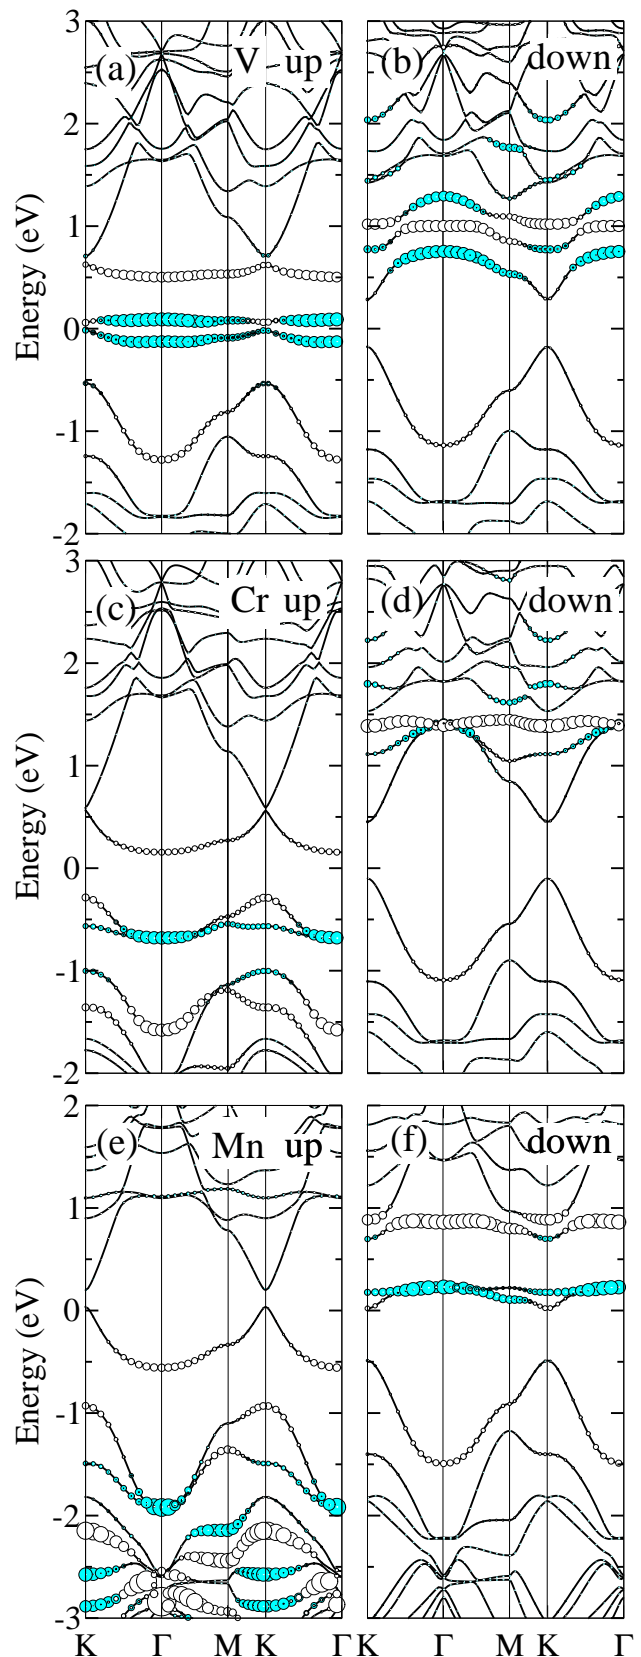 3
(a) V up (b) down
2
1
0
-1
-2
Energy (eV)
3
(c) Cr up (d) down
2
1
0
-1
-2
Energy (eV)
2
(e) Mn up (f) down
1
0
-1
-2
-3
Energy (eV)
K Γ M K Γ K Γ M K Γ